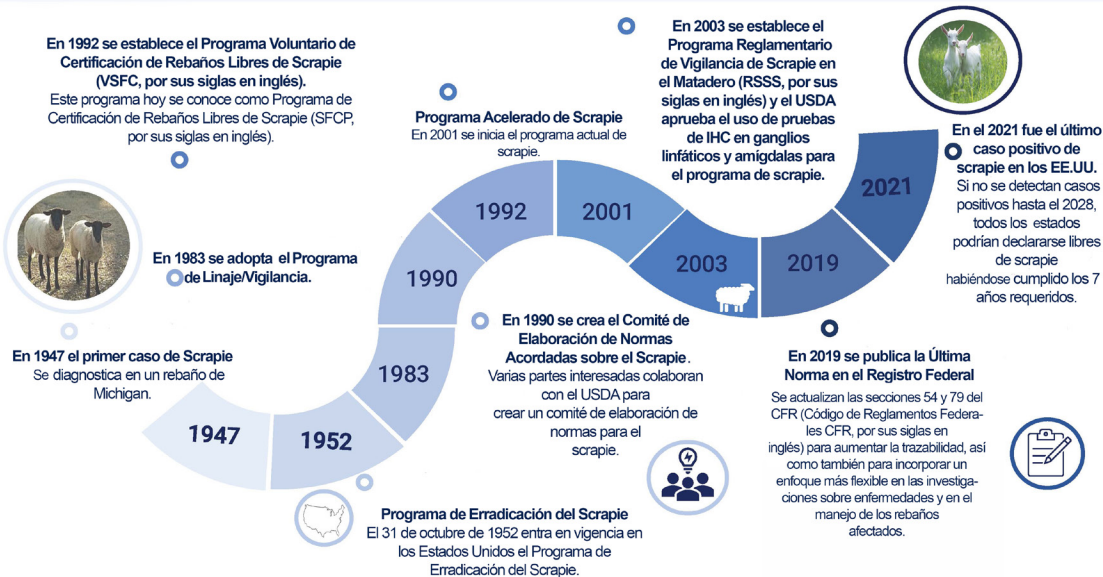 En 1992 se establece el Programa Voluntario de
Certificación de Rebaños Libres de Scrapie
(VSFC, por sus siglas en inglés).
Este programa hoy se conoce como Programa de
Certificación de Rebaños Libres de Scrapie (SFCP,
por sus siglas en inglés).
Programa Acelerado de Scrapie
En 2001 se inicia el programa actual de
scrapie.
En 2003 se establece el
Programa Reglamentario
de Vigilancia de Scrapie en
el Matadero (RSSS, por sus
siglas en inglés) y el USDA
aprueba el uso de pruebas
de IHC en ganglios
linfáticos y amígdalas para
el programa de scrapie.
En el 2021 fue el último
caso positivo de
scrapie en los EE.UU.
Si no se detectan casos
positivos hasta el 2028,
todos los estados
podrían declararse libres
de scrapie
habiéndose cumplido los 7
años requeridos.
En 1983 se adopta el Programa
de Linaje/Vigilancia.
En 1947 el primer caso de Scrapie
Se diagnostica en un rebaño de
Michigan.
1947
1952
1983
1990
1992
2001
2003
2019
2021
En 1990 se crea el Comité de
Elaboración de Normas
Acordadas sobre el Scrapie.
Varias partes interesadas colaboran
con el USDA para
crear un comité de elaboración de
normas para el
scrapie.
En 2019 se publica la Última
Norma en el Registro Federal
Se actualizan las secciones 54 y 79 del
CFR (Código de Reglamentos Federa-
les CFR, por sus siglas en
inglés) para aumentar la trazabilidad, así
como también para incorporar un
enfoque más flexible en las investiga-
ciones sobre enfermedades y en el
manejo de los rebaños
afectados.
Programa de Erradicación del Scrapie
El 31 de octubre de 1952 entra en vigencia en
los Estados Unidos el Programa de
Erradicación del Scrapie.